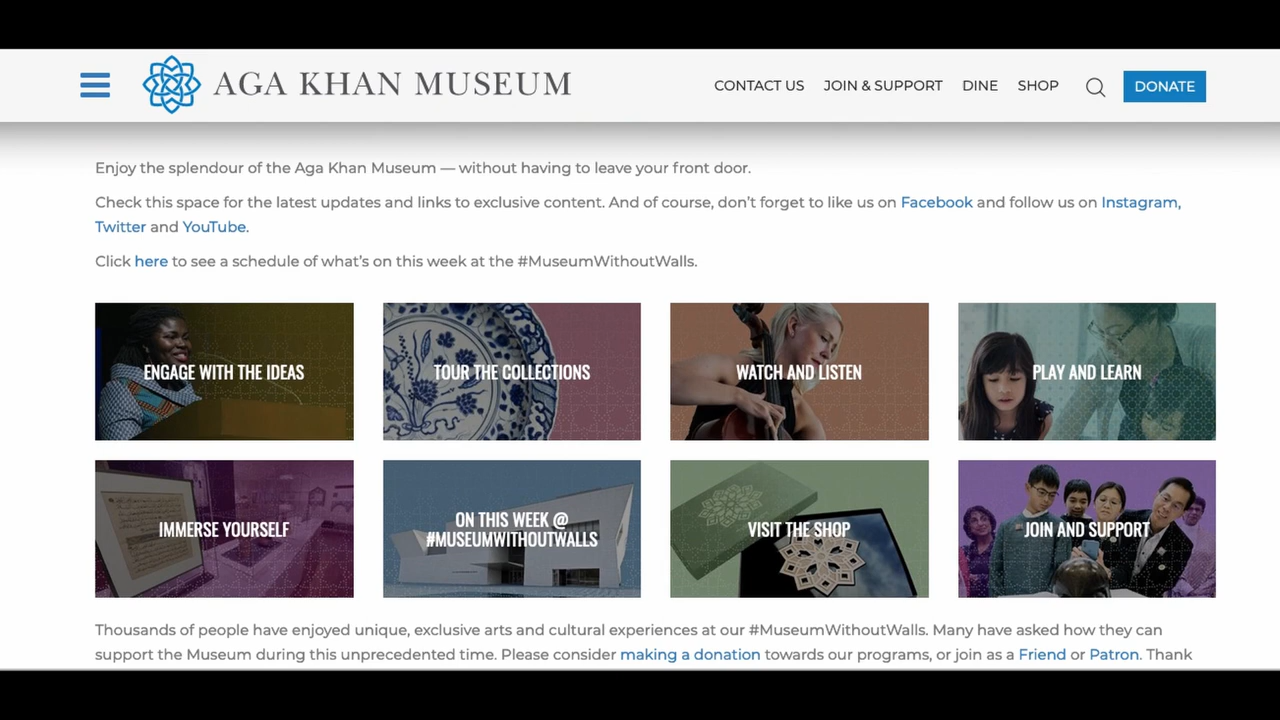 AGA KHAN MUSEUM
CONTACT US
JOIN & SUPPORT
DINE
SHOP
DONATE
Enjoy the splendour of the Aga Khan Museum — without having to leave your front door.
Check this space for the latest updates and links to exclusive content. And of course, don’t forget to like us on Facebook and follow us on Instagram,
Twitter and YouTube.
Click here to see a schedule of what’s on this week at the #MuseumWithoutWalls.
ENGAGE WITH THE IDEAS
TOUR THE COLLECTIONS
WATCH AND LISTEN
PLAY AND LEARN
IMMERSE YOURSELF
ON THIS WEEK @
#MUSEUMWITHOUTWALLS
VISIT THE SHOP
JOIN AND SUPPORT
Thousands of people have enjoyed unique, exclusive arts and cultural experiences at our #MuseumWithoutWalls. Many have asked how they can
support the Museum during this unprecedented time. Please consider making a donation towards our programs, or join as a Friend or Patron. Thank